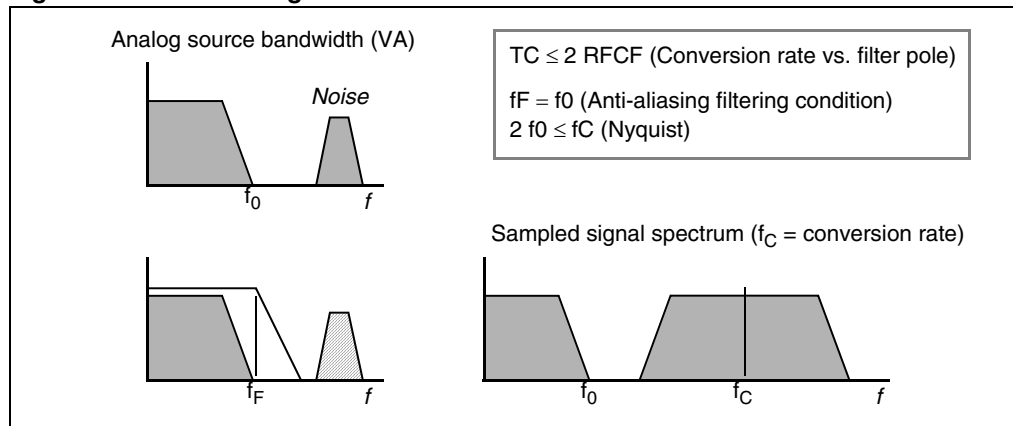 Analog source bandwidth (VA)
Noise
f0
f
TC ≤ 2 RFCF (Conversion rate vs. filter pole)
fF = f0 (Anti-aliasing filtering condition)
2 f0 ≤ fC (Nyquist)
fF
f
Sampled signal spectrum (fC = conversion rate)
f0
fC
f